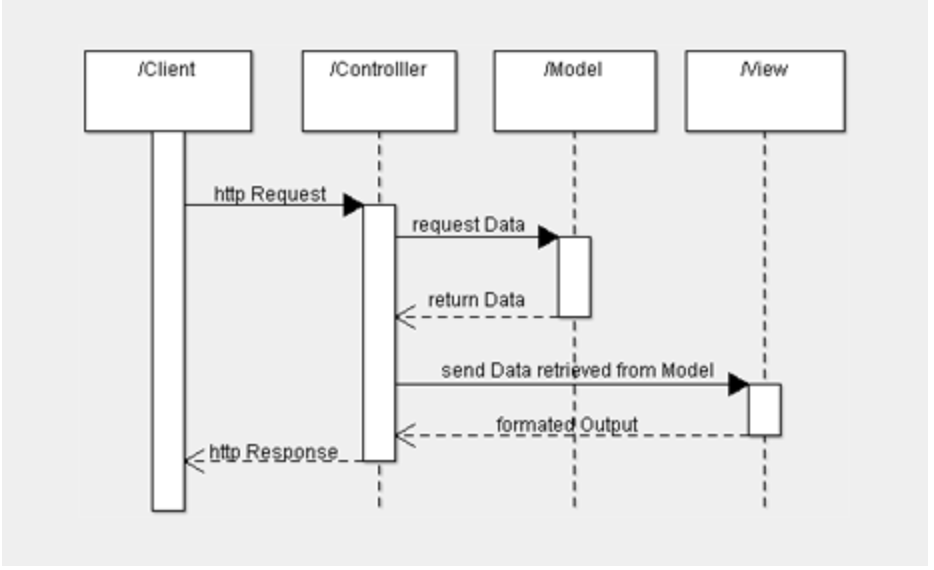 /Client
/Controlller
/Model
/View
http Request
request Data
return Data
send Data retrieved from Model
formated Output
http Response